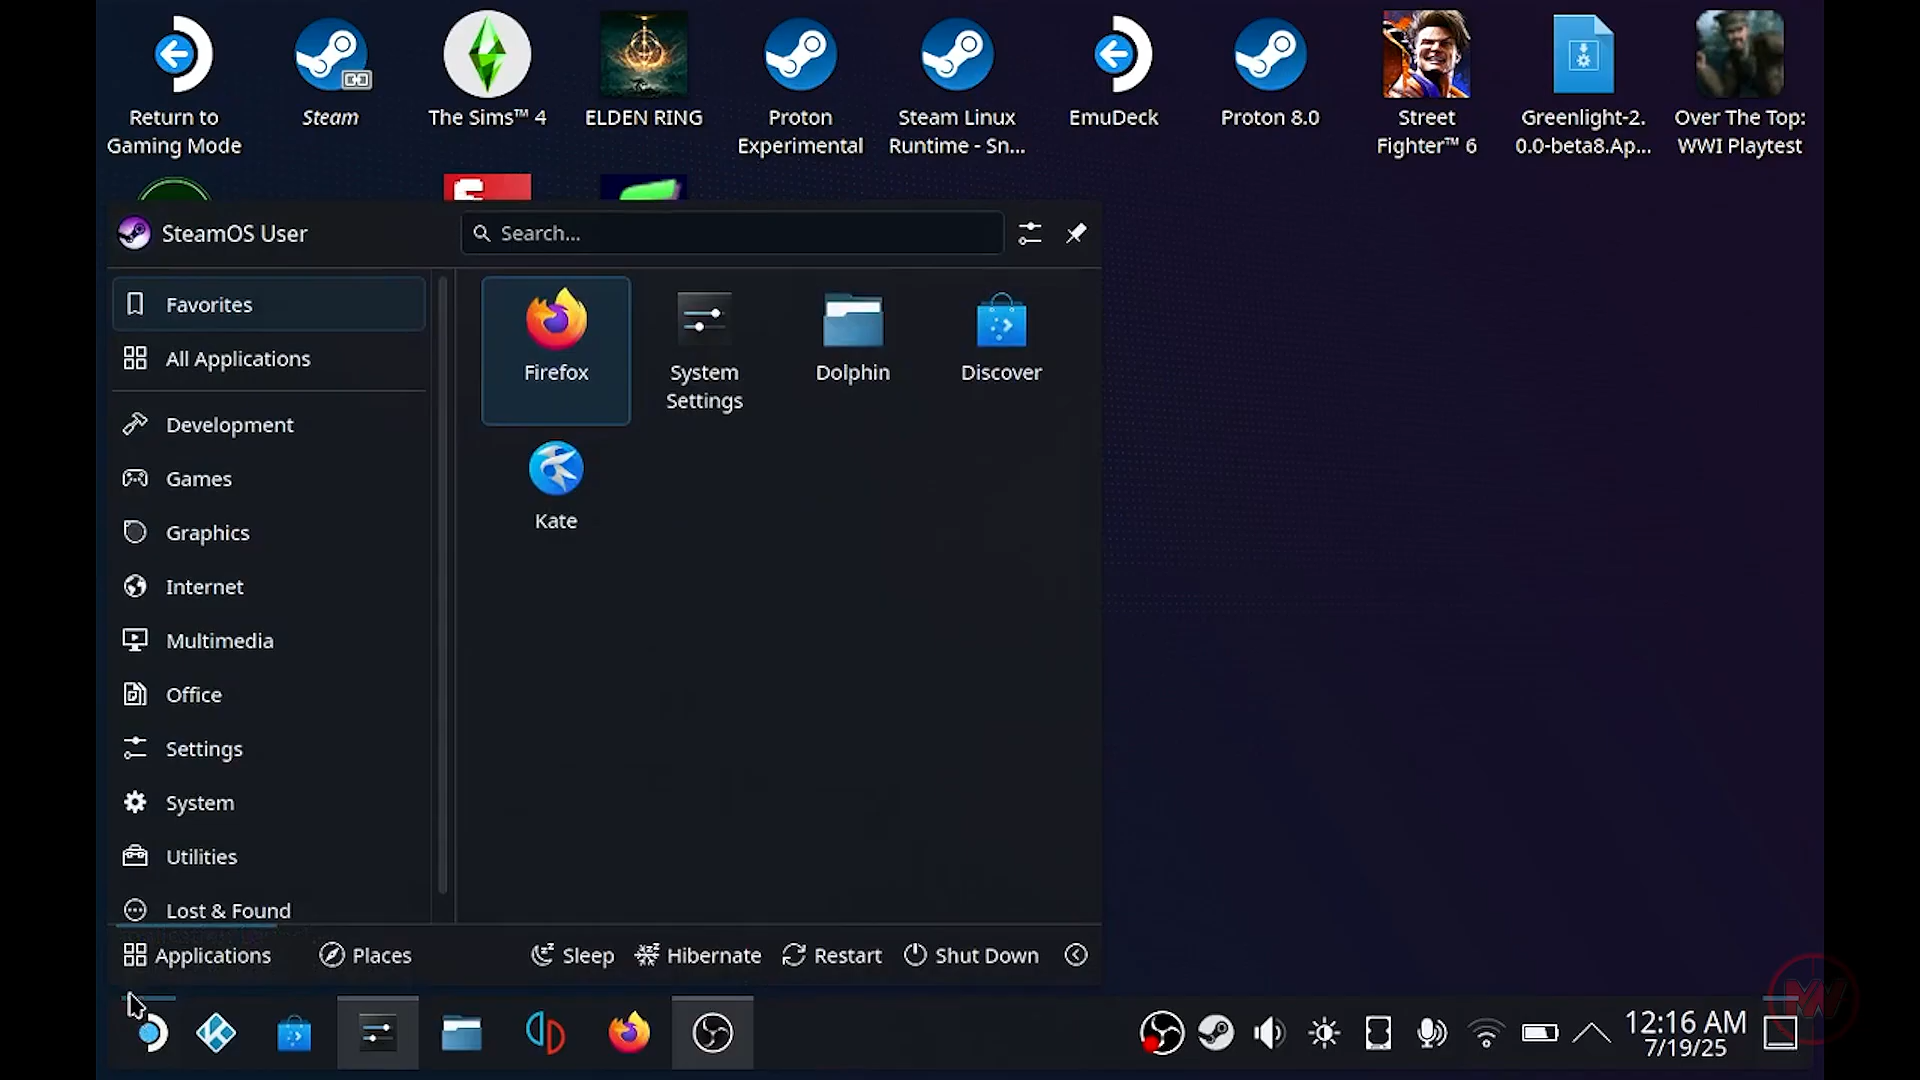 Return to
Gaming Mode
Steam
The Sims™ 4
ELDEN RING
Proton
Experimental
Steam Linux
Runtime - Sn...
EmuDeck
Proton 8.0
Street
Fighter™ 6
Greenlight-2.
0.0-beta8.Ap...
Over The Top:
WWI Playtest
SteamOS User
Search...
Favorites
All Applications
Development
Games
Graphics
Internet
Multimedia
Office
Settings
System
Utilities
Lost & Found
Firefox
System
Settings
Dolphin
Discover
Kate
Applications
Places
Sleep
Hibernate
Restart
Shut Down
12:16 AM
7/19/25